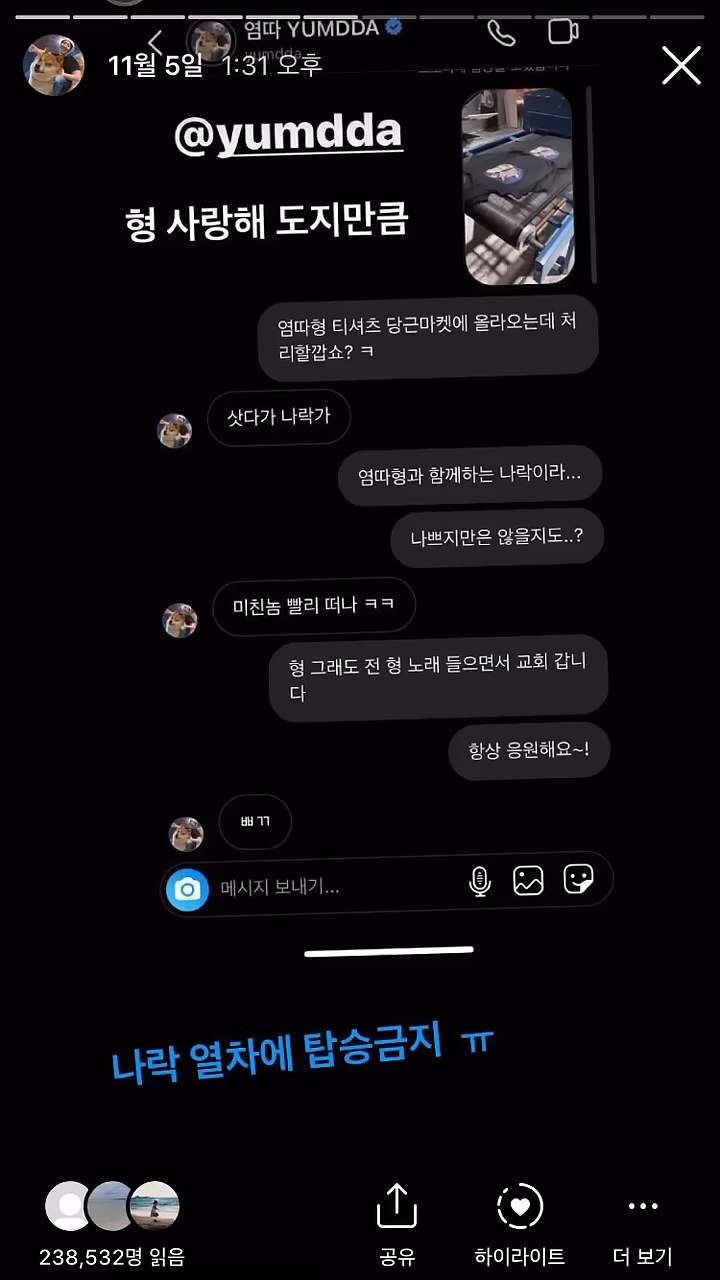 염따 YUMDDA
yumdda
11월 5일 1:31 오후
@yumdda
형 사랑해 도지만큼
염따형 티셔츠 당근마켓에 올라오는데 처
리할깝쇼? ㅋ
삿다가 나락가
염따형과 함께하는 나락이라...
나쁘지만은 않을지도..?
미친놈 빨리 떠나 ㅋㅋ
형 그래도 전 형 노래 들으면서 교회 갑니
다
항상 응원해요~!
ㅃㄲ
메시지 보내기...
나락 열차에 탑승금지 ㅠ
238,532명 읽음
공유
하이라이트
더 보기